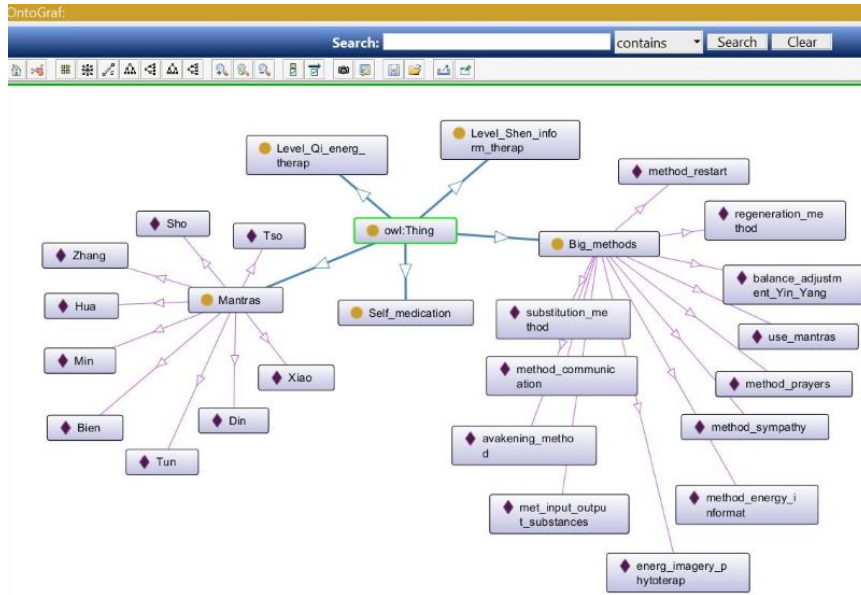 OntoGraf:
Search:
contains
Search
Clear
Level_Qi_energ_
therap
Level_Shen_info
rm_therap
method_restart
regeneration_me
thod
Sho
Tso
owl:Thing
Big_methods
Zhang
balance_adjustm
ent_Yin_Yang
Hua
Mantras
Self_medication
substitution_me
thod
use_mantras
Min
Xiao
method_communic
ation
method_prayers
Bien
Din
avakening_metho
d
method_sympathy
Tun
met_input_outpu
t_substances
method_energy_i
nformat
energ_imagery_p
hytoterap